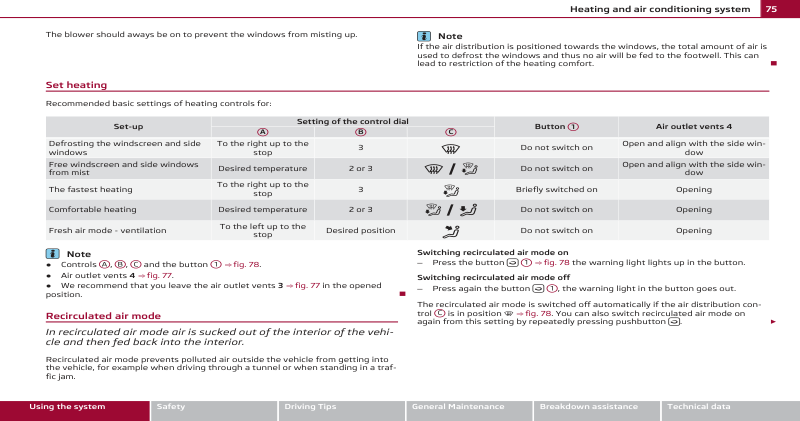 Heating and air conditioning system 75
The blower should aways be on to prevent the windows from misting up.
Note
If the air distribution is positioned towards the windows, the total amount of air is
used to defrost the windows and thus no air will be fed to the footwell. This can
lead to restriction of the heating comfort.
Set heating
Recommended basic settings of heating controls for:
Set-up Setting of the control dial Button 1 Air outlet vents 4
A B C
Defrosting the windscreen and side
windows
To the right up to the
stop
3
Do not switch on
Open and align with the side win-
dow
Free windscreen and side windows
from mist
Desired temperature
2 or 3
/
Do not switch on
Open and align with the side win-
dow
The fastest heating
To the right up to the
stop
3
Briefly switched on
Opening
Comfortable heating
Desired temperature
2 or 3
/
Do not switch on
Opening
Fresh air mode - ventilation
To the left up to the
stop
Desired position
Do not switch on
Opening
Note
● Controls A, B, C and the button 1 ⇒ fig. 78.
● Air outlet vents 4 ⇒ fig. 77.
● We recommend that you leave the air outlet vents 3 ⇒ fig. 77 in the opened
position.
Recirculated air mode
In recirculated air mode air is sucked out of the interior of the vehi-
cle and then fed back into the interior.
Recirculated air mode prevents polluted air outside the vehicle from getting into
the vehicle, for example when driving through a tunnel or when standing in a traf-
fic jam.
Switching recirculated air mode on
– Press the button 1 ⇒ fig. 78 the warning light lights up in the button.
Switching recirculated air mode off
– Press again the button 1, the warning light in the button goes out.
The recirculated air mode is switched off automatically if the air distribution con-
trol C is in position ⇒ fig. 78. You can also switch recirculated air mode on
again from this setting by repeatedly pressing pushbutton .
Using the system Safety Driving Tips General Maintenance Breakdown assistance Technical data